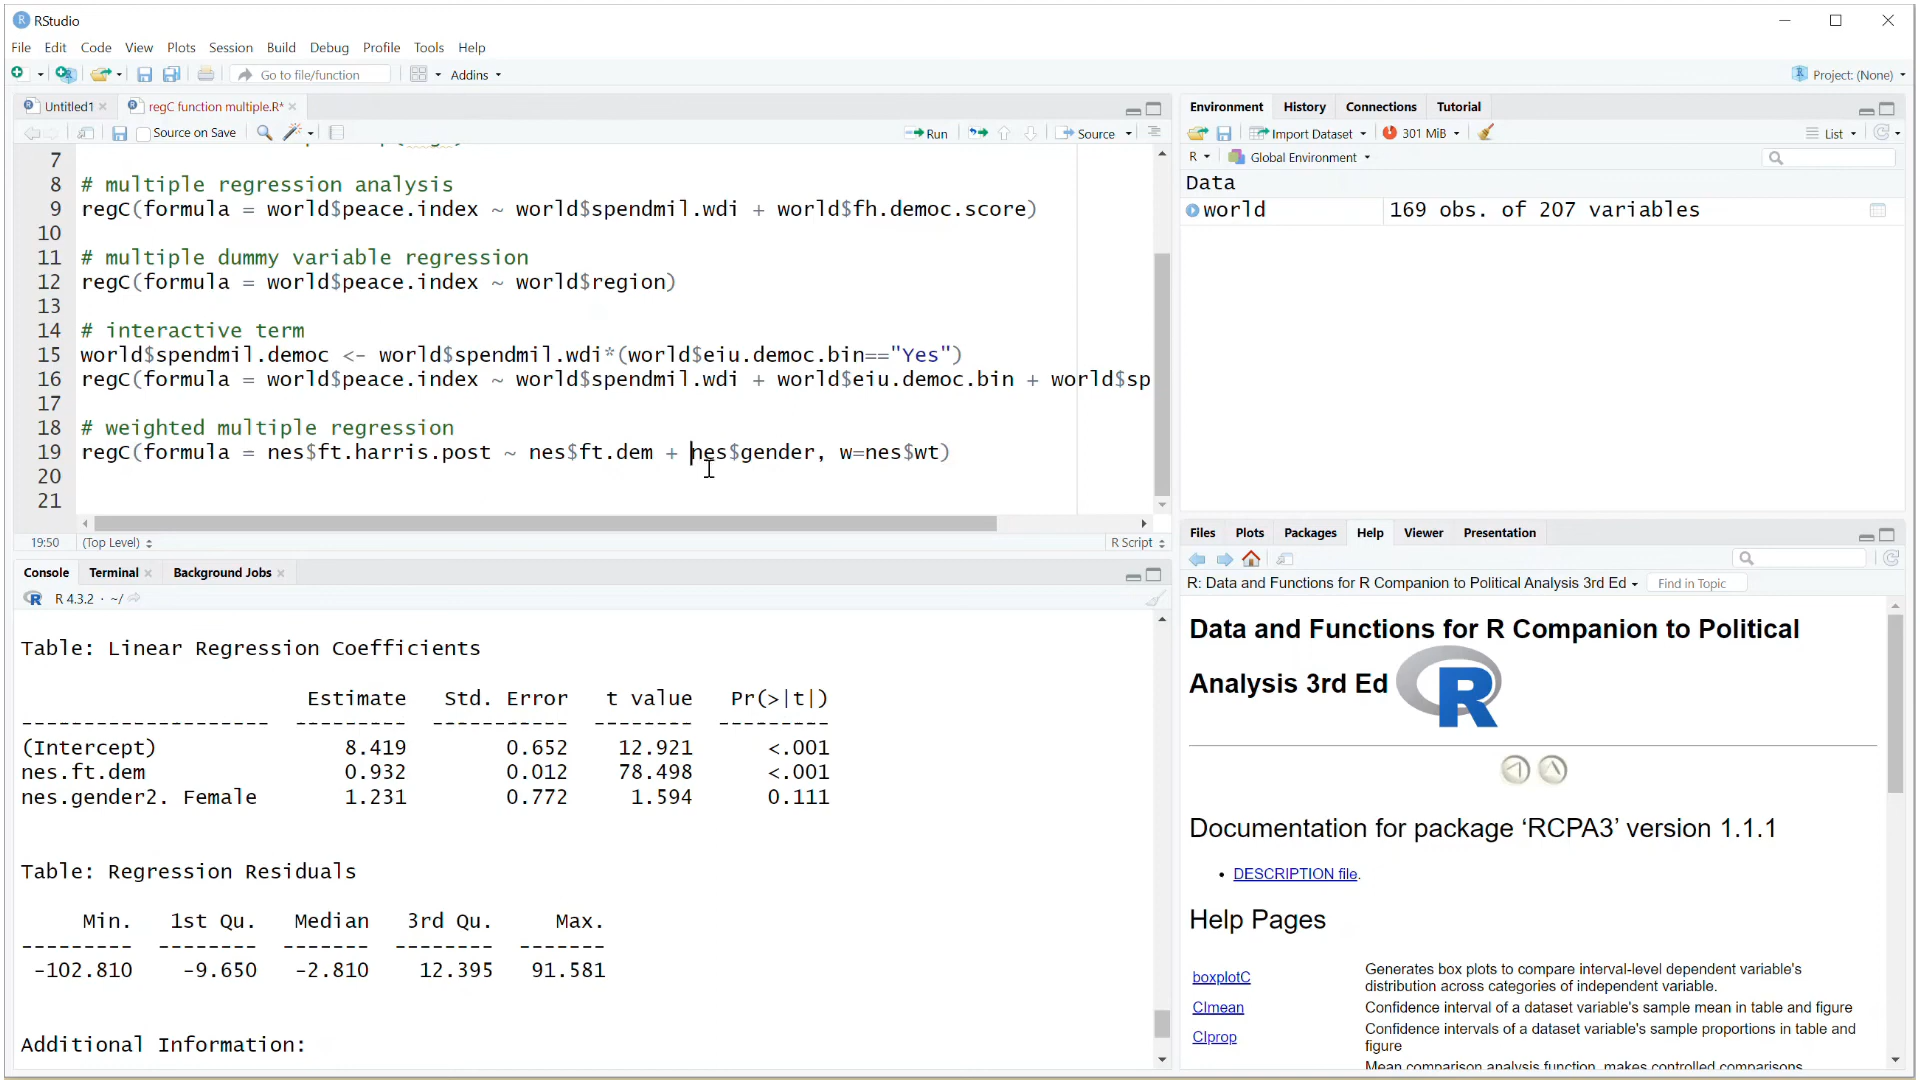 RStudio
File Edit Code View Plots Session Build Debug Profile Tools Help
Go to file/function Addins Project: (None)
Untitled1 regC function multiple.R*
Source on Save Run Source
7
8 # multiple regression analysis
9 regC(formula = world$peace.index ~ world$spendmil.wdi + world$fh.democ.score)
10
11 # multiple dummy variable regression
12 regC(formula = world$peace.index ~ world$region)
13
14 # interactive term
15 world$spendmil.democ <- world$spendmil.wdi*(world$eiu.democ.bin=="Yes")
16 regC(formula = world$peace.index ~ world$spendmil.wdi + world$eiu.democ.bin + world$sp
17
18 # weighted multiple regression
19 regC(formula = nes$ft.harris.post ~ nes$ft.dem + nes$gender, w=nes$wt)
20
21
19:50 (Top Level) R Script
Console Terminal Background Jobs
R 4.3.2 · ~/
Table: Linear Regression Coefficients
Estimate Std. Error t value Pr(>|t|)
-------------------- --------- ----------- -------- ---------
(Intercept) 8.419 0.652 12.921 <.001
nes.ft.dem 0.932 0.012 78.498 <.001
nes.gender2. Female 1.231 0.772 1.594 0.111
Table: Regression Residuals
Min. 1st Qu. Median 3rd Qu. Max.
--------- -------- ------- -------- -------
-102.810 -9.650 -2.810 12.395 91.581
Additional Information:
Environment History Connections Tutorial
Import Dataset 301 MiB List
R Global Environment
Data
world 169 obs. of 207 variables
Files Plots Packages Help Viewer Presentation
R: Data and Functions for R Companion to Political Analysis 3rd Ed Find in Topic
Data and Functions for R Companion to Political
Analysis 3rd Ed R
Documentation for package ‘RCPA3’ version 1.1.1
• DESCRIPTION file.
Help Pages
boxplotC Generates box plots to compare interval-level dependent variable's
distribution across categories of independent variable.
CImean Confidence interval of a dataset variable's sample mean in table and figure
CIprop Confidence intervals of a dataset variable's sample proportions in table and
figure
Mean comparison analysis function, makes controlled comparisons